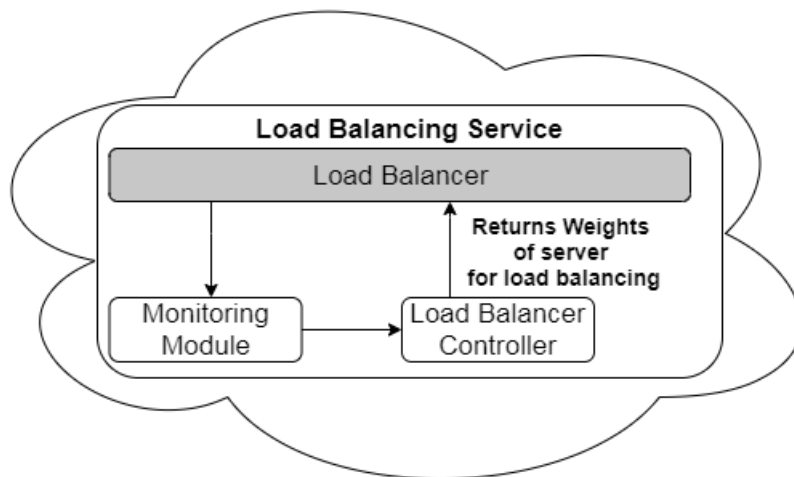 Load Balancing Service
Load Balancer
Returns Weights
of server
for load balancing
Monitoring
Module
Load Balancer
Controller